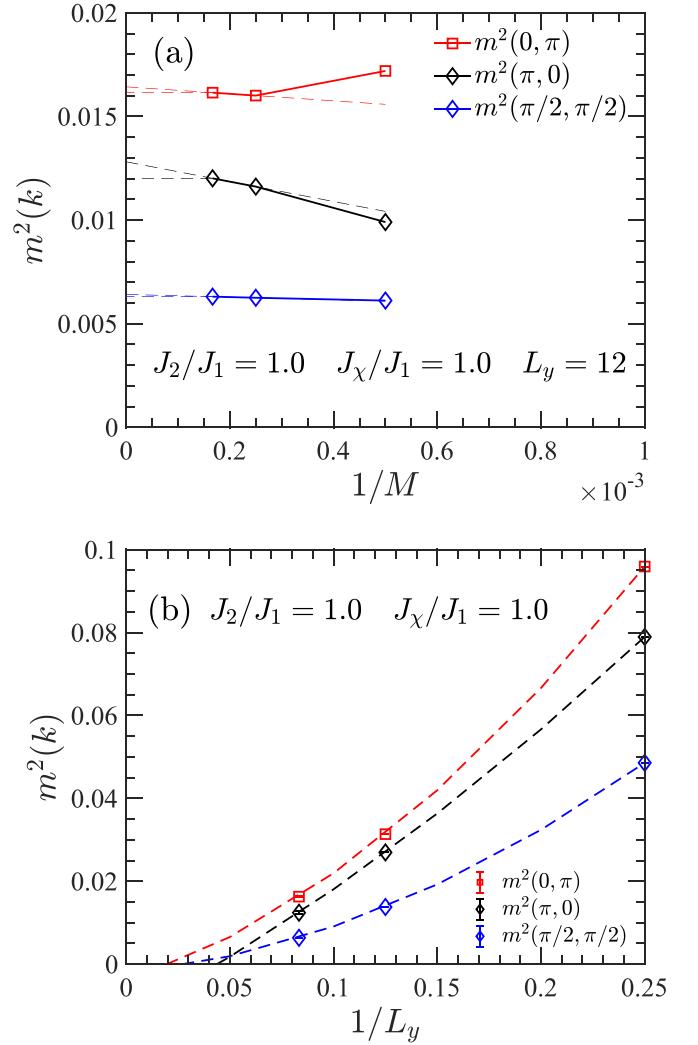 (a)
m²(0, π)
m²(π, 0)
m²(π/2, π/2)
0.02
0.015
0.01
0.005
0
m²(k)
J₂/J₁ = 1.0 Jχ/J₁ = 1.0 L_y = 12
0 0.2 0.4 0.6 0.8 1
1/M
×10⁻³
(b) J₂/J₁ = 1.0 Jχ/J₁ = 1.0
0.1
0.08
0.06
0.04
0.02
0
m²(k)
m²(0, π)
m²(π, 0)
m²(π/2, π/2)
0 0.05 0.1 0.15 0.2 0.25
1/L_y